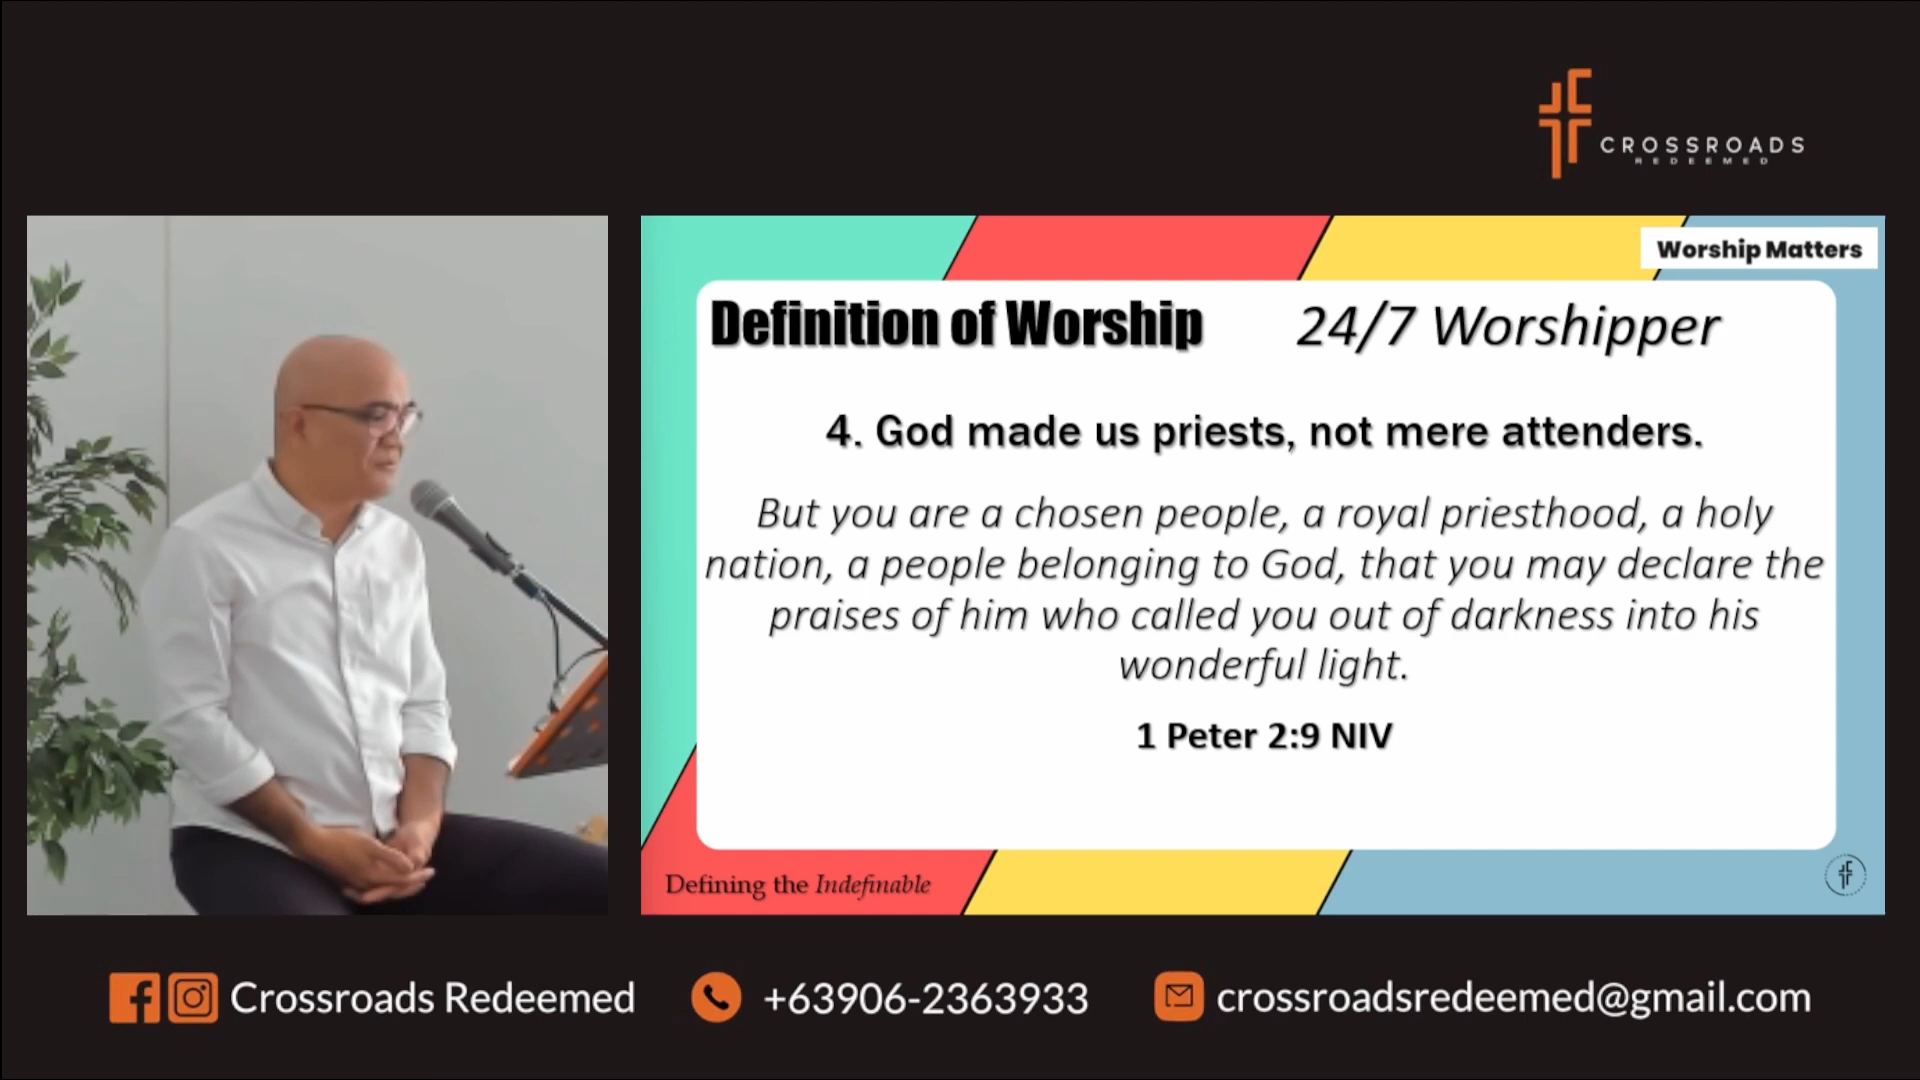 CROSSROADS
REDEEMED
Worship Matters
Definition of Worship 24/7 Worshipper
4. God made us priests, not mere attenders.
But you are a chosen people, a royal priesthood, a holy
nation, a people belonging to God, that you may declare the
praises of him who called you out of darkness into his
wonderful light.
1 Peter 2:9 NIV
Defining the Indefinable
Crossroads Redeemed +63906-2363933 crossroadsredeemed@gmail.com